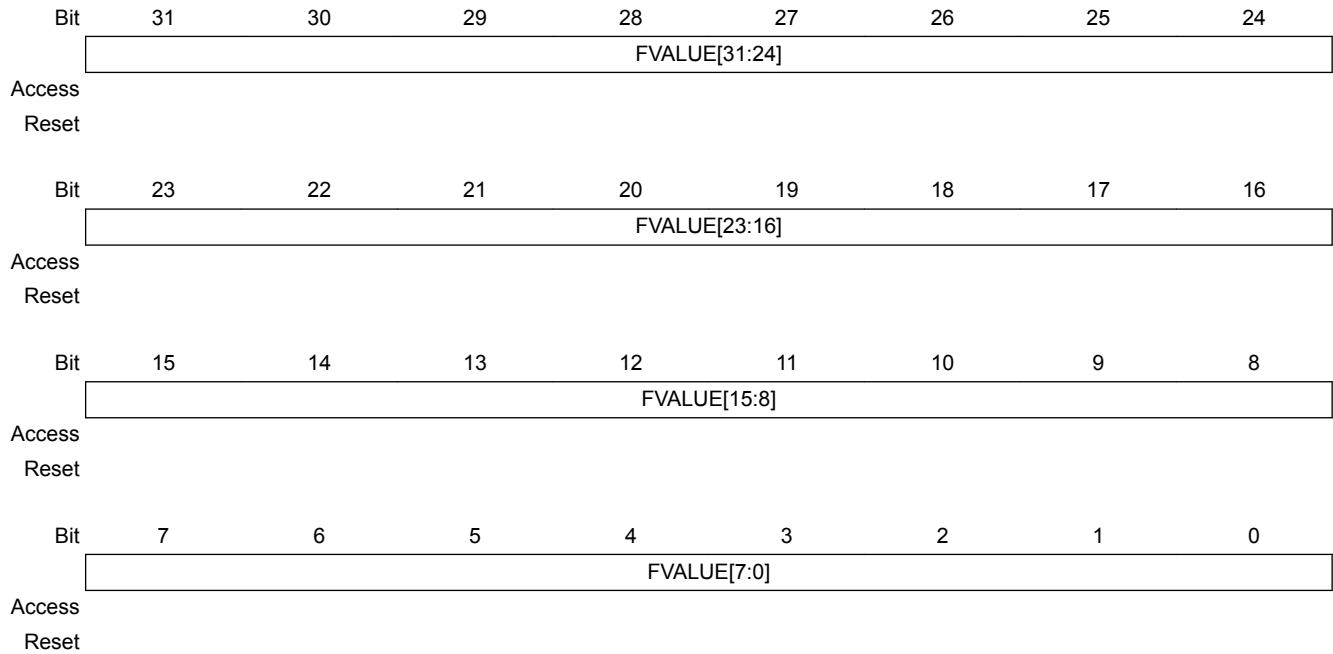 Bit 31 30 29 28 27 26 25 24
FVALUE[31:24]
Access
Reset
Bit 23 22 21 20 19 18 17 16
FVALUE[23:16]
Access
Reset
Bit 15 14 13 12 11 10 9 8
FVALUE[15:8]
Access
Reset
Bit 7 6 5 4 3 2 1 0
FVALUE[7:0]
Access
Reset